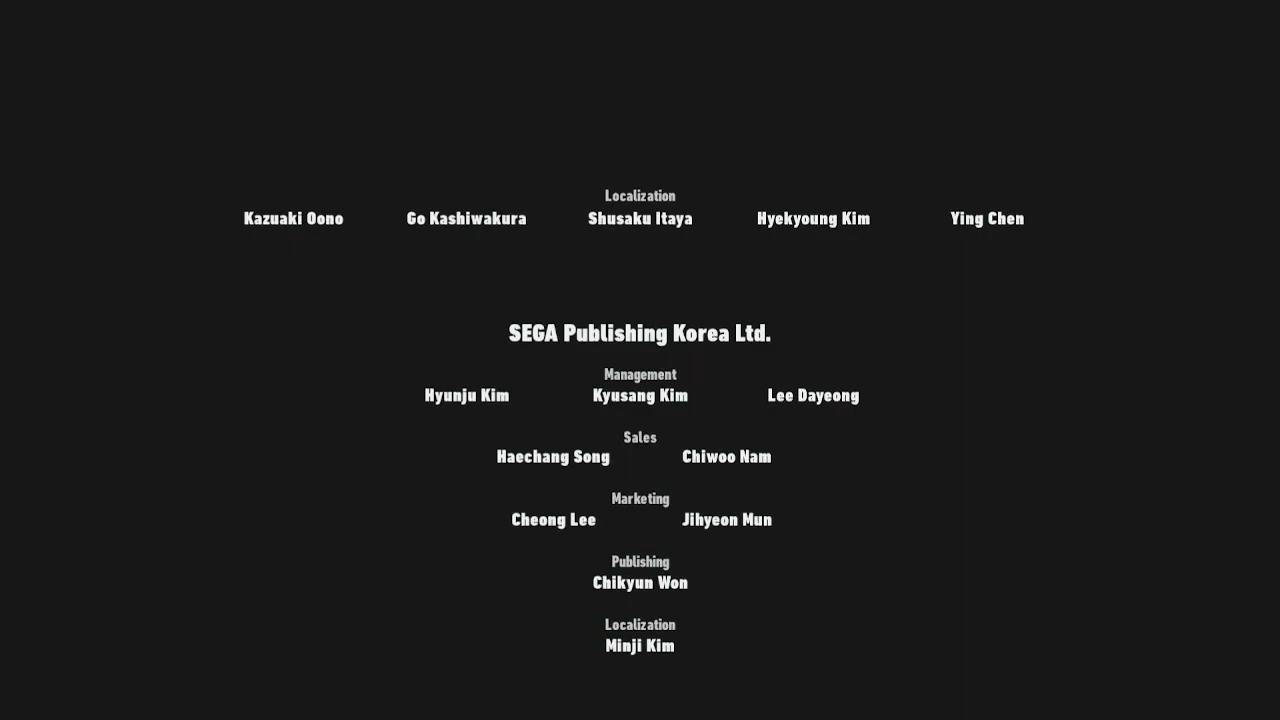 Localization
Kazuaki Oono Go Kashiwakura Shusaku Itaya Hyekyoung Kim Ying Chen
SEGA Publishing Korea Ltd.
Management
Hyunju Kim Kyusang Kim Lee Dayeong
Sales
Haechang Song Chiwoo Nam
Marketing
Cheong Lee Jihyeon Mun
Publishing
Chikyun Won
Localization
Minji Kim